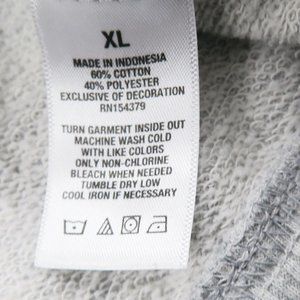 XL
MADE IN INDONESIA
60% COTTON
40% POLYESTER
EXCLUSIVE OF DECORATION
RN154379
TURN GARMENT INSIDE OUT
MACHINE WASH COLD
WITH LIKE COLORS
ONLY NON-CHLORINE
BLEACH WHEN NEEDED
TUMBLE DRY LOW
COOL IRON IF NECESSARY